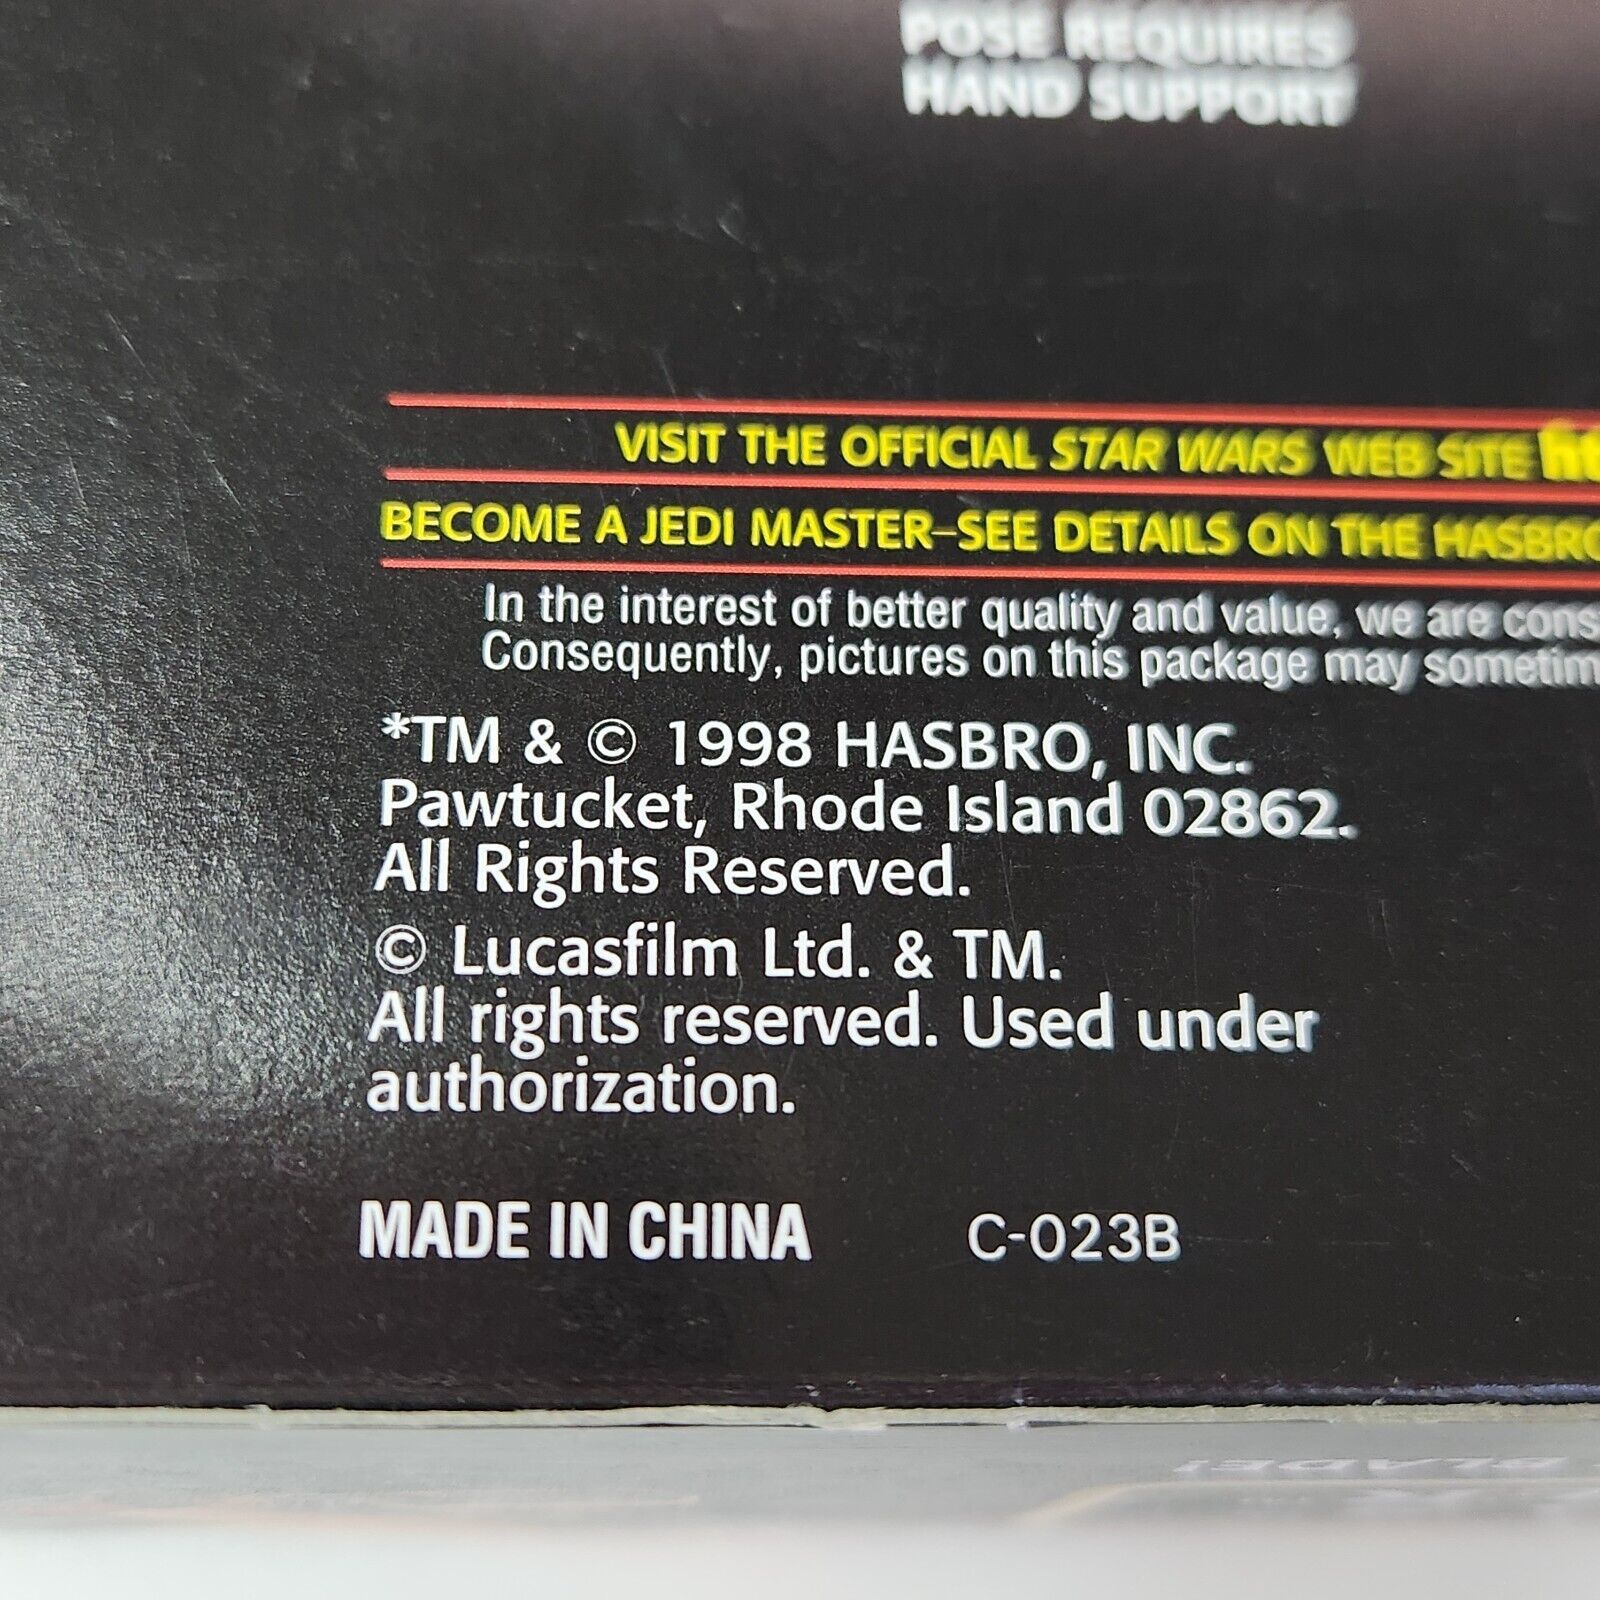 POSE REQUIRES
HAND SUPPORT
VISIT THE OFFICIAL STAR WARS WEB SITE
BECOME A JEDI MASTER–SEE DETAILS ON THE HASBRO
In the interest of better quality and value, we are
Consequently, pictures on this package may
*TM & © 1998 HASBRO, INC.
Pawtucket, Rhode Island 02862.
All Rights Reserved.
© Lucasfilm Ltd. & TM.
All rights reserved. Used under
authorization.
MADE IN CHINA C-023B
BLADE!